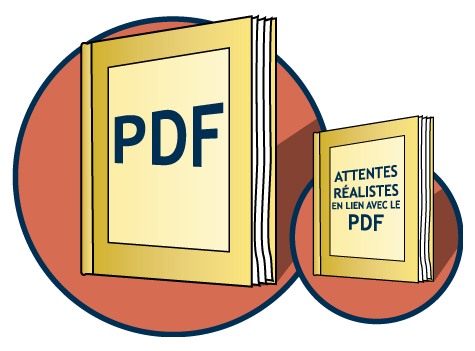 PDF
ATTENTES
RÉALISTES
EN LIEN AVEC LE
PDF